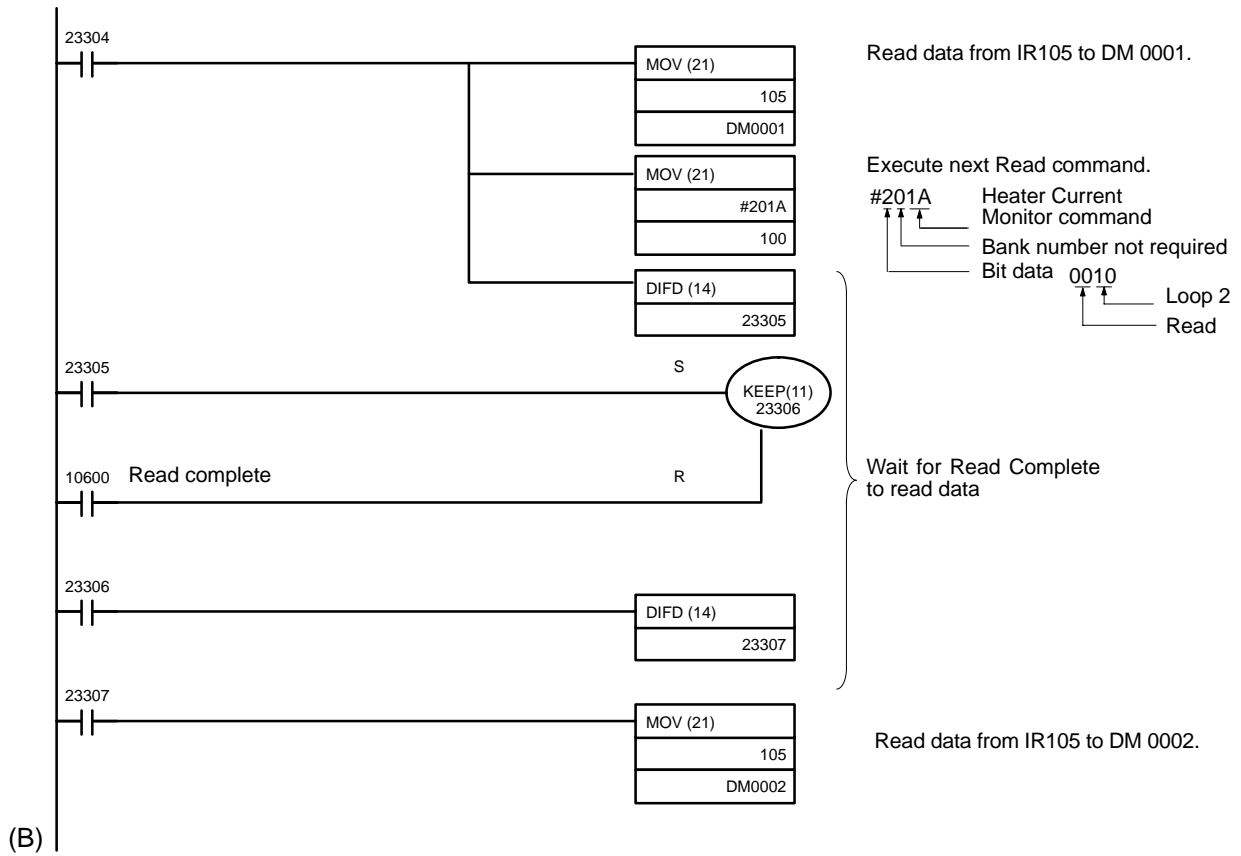 23304
MOV (21)
105
DM0001
Read data from IR105 to DM 0001.
MOV (21)
#201A
100
Execute next Read command.
#201A
Heater Current
Monitor command
Bank number not required
Bit data
0010
Loop 2
Read
DIFD (14)
23305
23305
S
KEEP(11)
23306
10600
Read complete
R
Wait for Read Complete
to read data
23306
DIFD (14)
23307
23307
MOV (21)
105
DM0002
Read data from IR105 to DM 0002.
(B)